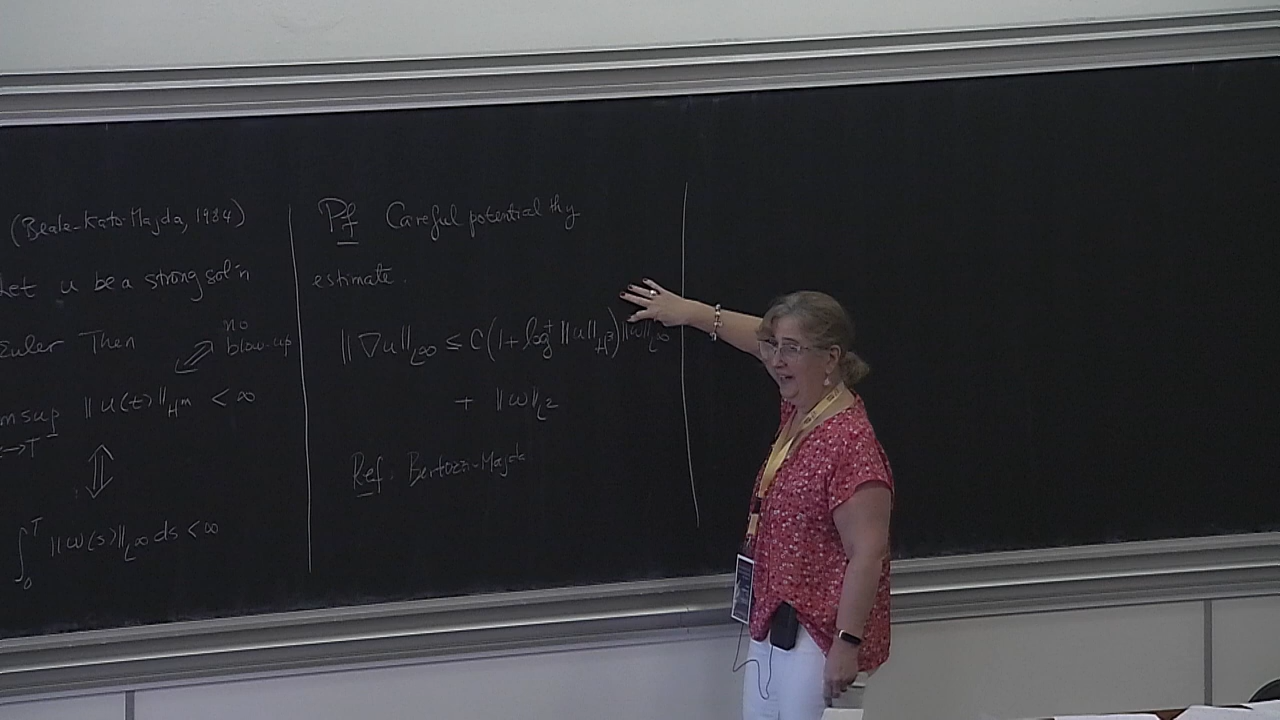 (Beale-Kato-Majda, 1984)
Let u be a strong sol'n
Euler Then
no
blow-up
msup ‖u(t)‖_{H^m} < ∞
→T
⇕
∫_0^T ‖ω(s)‖_{L^∞} ds < ∞
Pf Careful potential thy
estimate.
‖∇u‖_{L^∞} ≤ C(1+log^+ ‖u‖_{H^3})‖ω‖_{L^∞}
+ ‖ω‖_{L^2}
Ref: Bertozzi-Majda